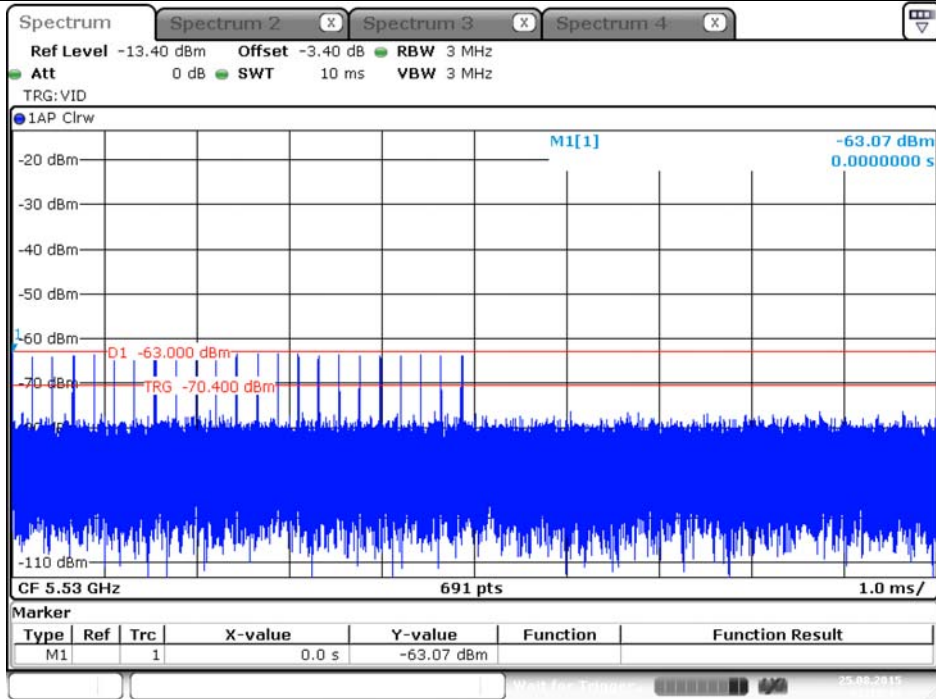 Spectrum Spectrum 2 X Spectrum 3 X Spectrum 4 X
Ref Level -13.40 dBm Offset -3.40 dB RBW 3 MHz
Att 0 dB SWT 10 ms VBW 3 MHz
TRG:VID
1AP Clrw
M1[1] -63.07 dBm
0.0000000 s
-20 dBm
-30 dBm
-40 dBm
-50 dBm
1
-60 dBm
D1 -63.000 dBm
-70 dBm
TRG -70.400 dBm
-110 dBm
CF 5.53 GHz 691 pts 1.0 ms/
Marker
Type Ref Trc X-value Y-value Function Function Result
M1 1 0.0 s -63.07 dBm
Wait for Trigger 25.08.2015